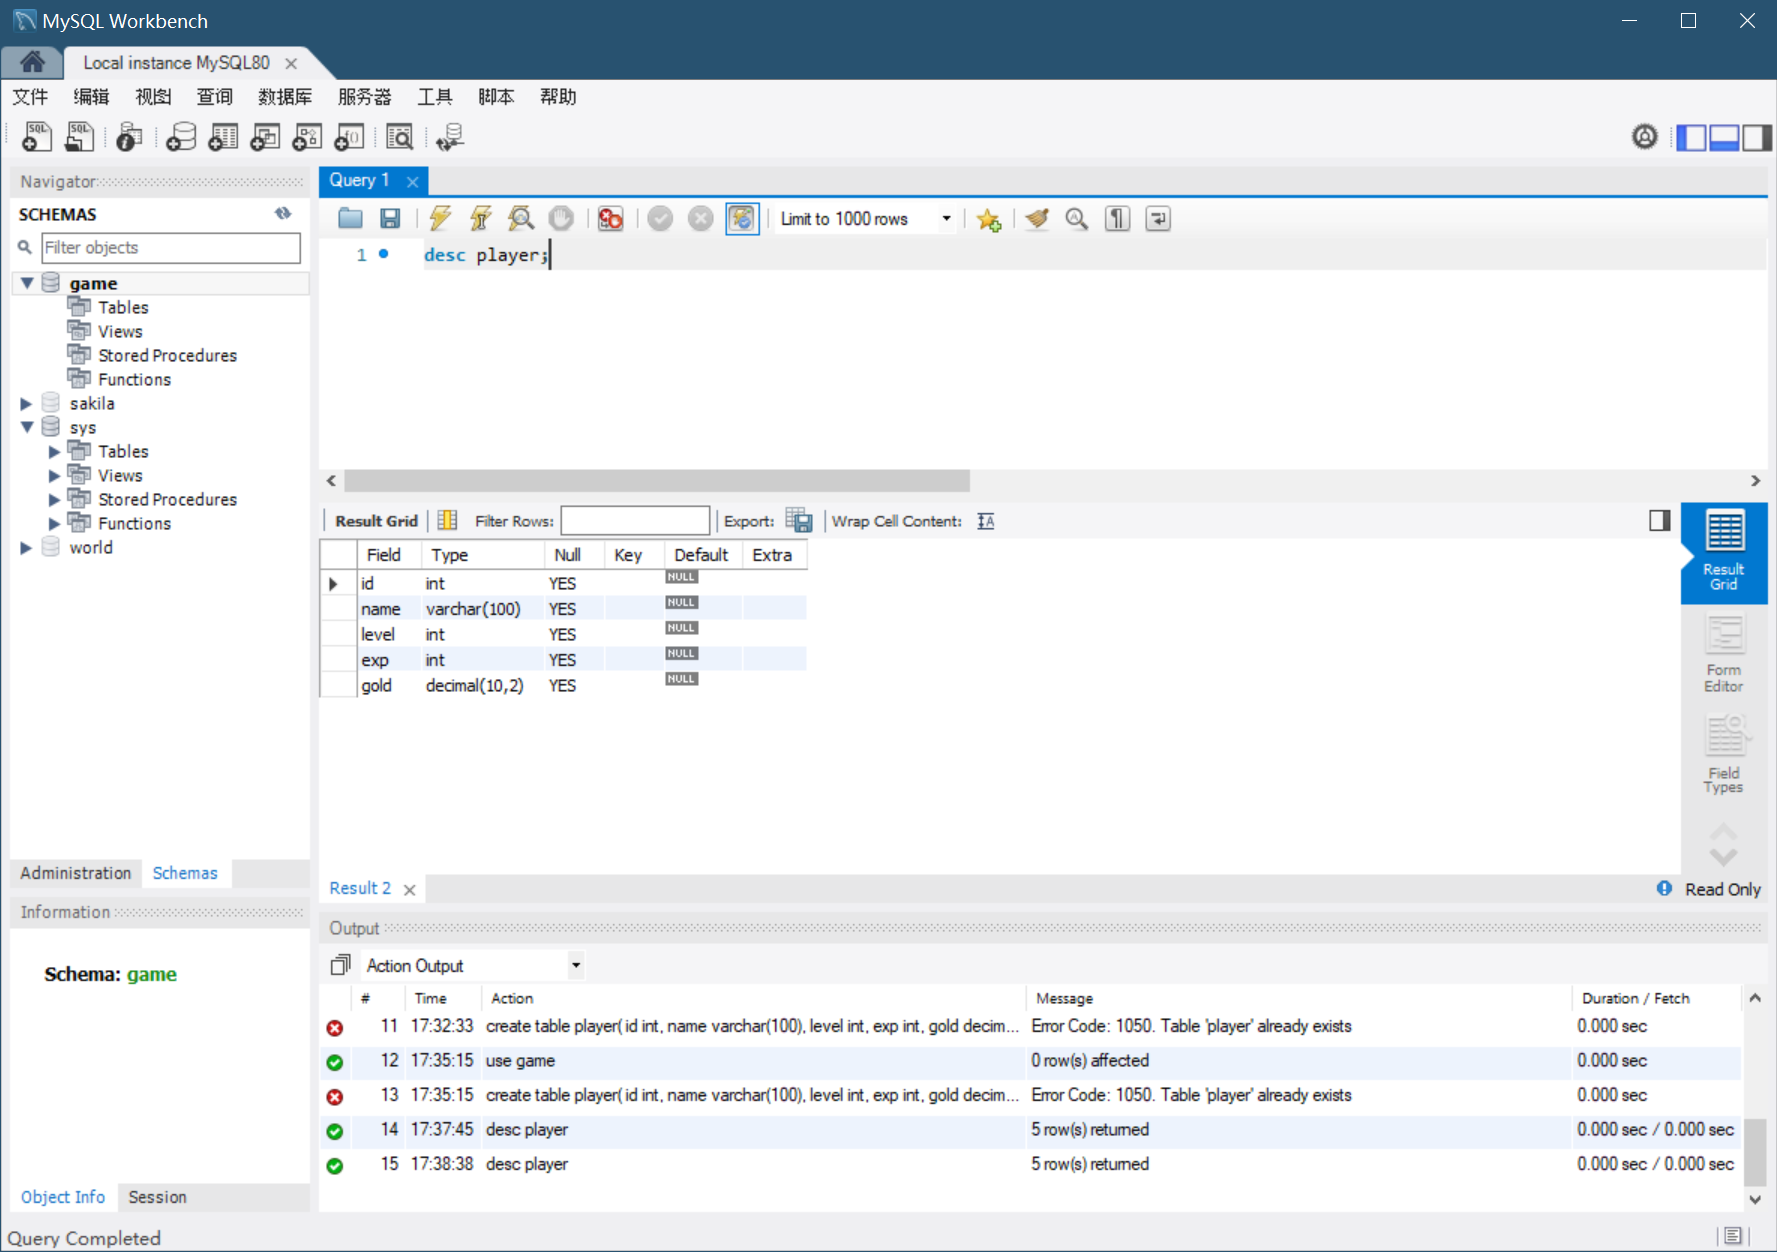 MySQL Workbench
Local instance MySQL80
文件 编辑 视图 查询 数据库 服务器 工具 脚本 帮助
Navigator
SCHEMAS
Filter objects
game
Tables
Views
Stored Procedures
Functions
sakila
sys
Tables
Views
Stored Procedures
Functions
world
Administration Schemas
Information
Schema: game
Object Info Session
Query 1
Limit to 1000 rows
1 desc player;
Result Grid Filter Rows: Export: Wrap Cell Content:
Field Type Null Key Default Extra
id int YES NULL
name varchar(100) YES NULL
level int YES NULL
exp int YES NULL
gold decimal(10,2) YES NULL
Result
Grid
Form
Editor
Field
Types
Result 2 Read Only
Output
Action Output
# Time Action Message Duration / Fetch
11 17:32:33 create table player( id int, name varchar(100), level int, exp int, gold decim... Error Code: 1050. Table 'player' already exists 0.000 sec
12 17:35:15 use game 0 row(s) affected 0.000 sec
13 17:35:15 create table player( id int, name varchar(100), level int, exp int, gold decim... Error Code: 1050. Table 'player' already exists 0.000 sec
14 17:37:45 desc player 5 row(s) returned 0.000 sec / 0.000 sec
15 17:38:38 desc player 5 row(s) returned 0.000 sec / 0.000 sec
Query Completed